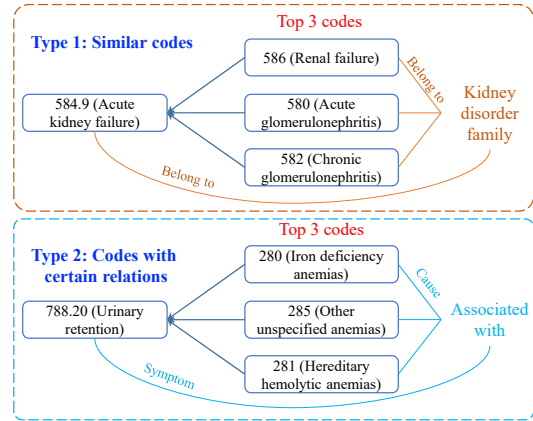 Top 3 codes
Type 1: Similar codes
586 (Renal failure)
584.9 (Acute
kidney failure)
580 (Acute
glomerulonephritis)
582 (Chronic
glomerulonephritis)
Belong to
Kidney
disorder
family
Belong to
Top 3 codes
Type 2: Codes with
certain relations
280 (Iron deficiency
anemias)
788.20 (Urinary
retention)
285 (Other
unspecified anemias)
281 (Hereditary
hemolytic anemias)
Cause
Associated
with
Symptom